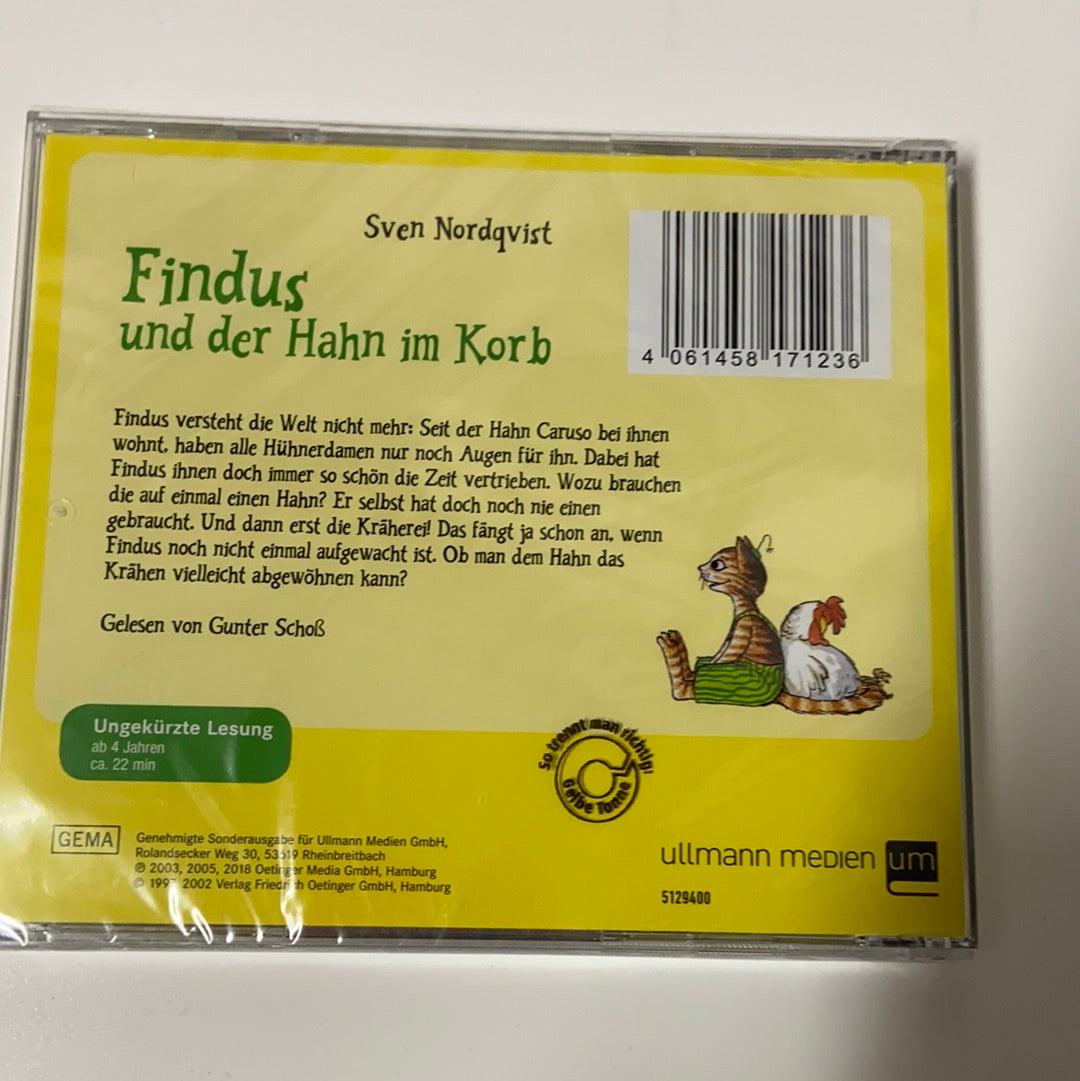 Sven Nordqvist
Findus
und der Hahn im Korb
4 061458 171236
Findus versteht die Welt nicht mehr: Seit der Hahn Caruso bei ihnen
wohnt, haben alle Hühnerdamen nur noch Augen für ihn. Dabei hat
Findus ihnen doch immer so schön die Zeit vertrieben. Wozu brauchen
die auf einmal einen Hahn? Er selbst hat doch noch nie einen
gebraucht. Und dann erst die Kräherei! Das fängt ja schon an, wenn
Findus noch nicht einmal aufgewacht ist. Ob man dem Hahn das
Krähen vielleicht abgewöhnen kann?
Gelesen von Gunter Schoß
Ungekürzte Lesung
ab 4 Jahren
ca. 22 min
So trennt man richtig!
Gelbe Tonne
GEMA
Genehmigte Sonderausgabe für Ullmann Medien GmbH,
Rolandsecker Weg 30, 53619 Rheinbreitbach
℗ 2003, 2005, 2018 Oetinger Media GmbH, Hamburg
© 2002 Verlag Friedrich Oetinger GmbH, Hamburg
ullmann medien um
5129400